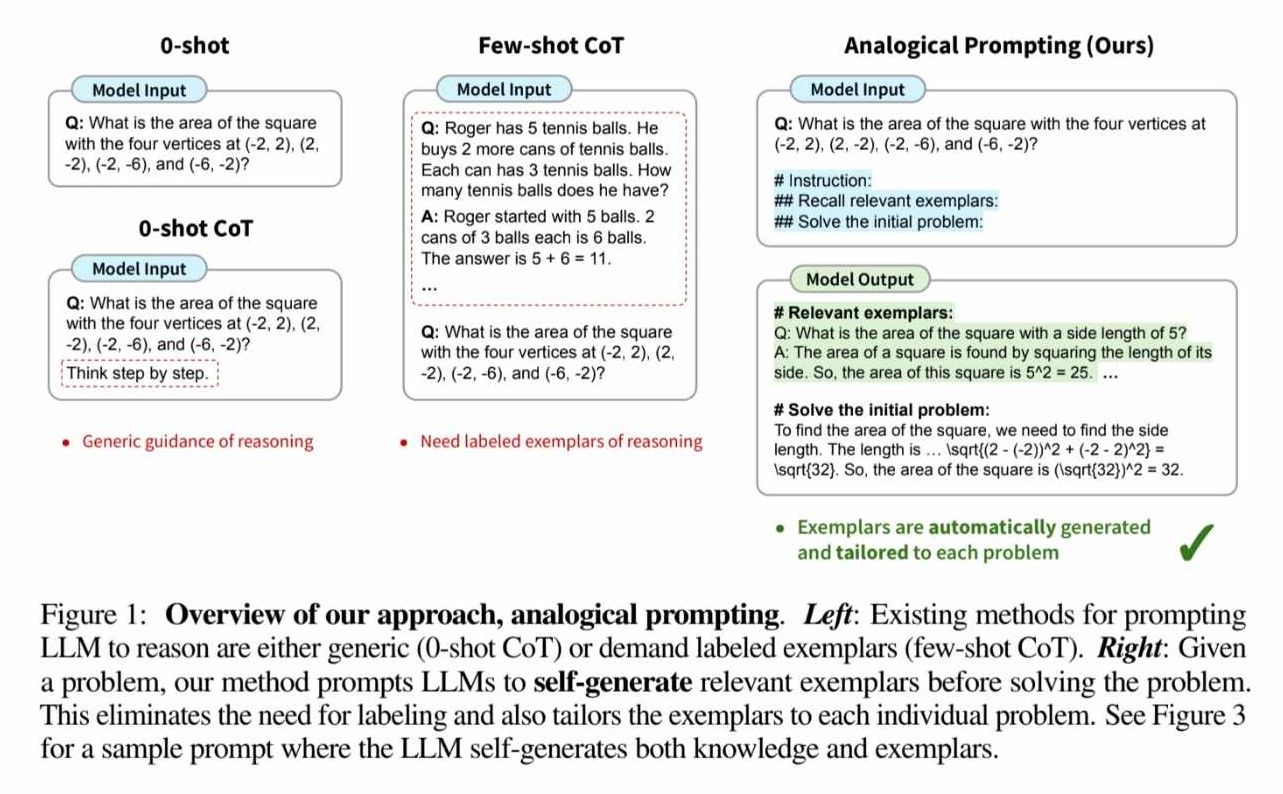 0-shot
Model Input
Q: What is the area of the square
with the four vertices at (-2, 2), (2,
-2), (-2, -6), and (-6, -2)?
0-shot CoT
Model Input
Q: What is the area of the square
with the four vertices at (-2, 2), (2,
-2), (-2, -6), and (-6, -2)?
Think step by step.
• Generic guidance of reasoning
Few-shot CoT
Model Input
Q: Roger has 5 tennis balls. He
buys 2 more cans of tennis balls.
Each can has 3 tennis balls. How
many tennis balls does he have?
A: Roger started with 5 balls. 2
cans of 3 balls each is 6 balls.
The answer is 5 + 6 = 11.
...
Q: What is the area of the square
with the four vertices at (-2, 2), (2,
-2), (-2, -6), and (-6, -2)?
• Need labeled exemplars of reasoning
Analogical Prompting (Ours)
Model Input
Q: What is the area of the square with the four vertices at
(-2, 2), (2, -2), (-2, -6), and (-6, -2)?
# Instruction:
## Recall relevant exemplars:
## Solve the initial problem:
Model Output
# Relevant exemplars:
Q: What is the area of the square with a side length of 5?
A: The area of a square is found by squaring the length of its
side. So, the area of this square is 5^2 = 25. ...
# Solve the initial problem:
To find the area of the square, we need to find the side
length. The length is ... \sqrt{(2 - (-2))^2 + (-2 - 2)^2} =
\sqrt{32}. So, the area of the square is (\sqrt{32})^2 = 32.
• Exemplars are automatically generated
and tailored to each problem ✓
Figure 1: Overview of our approach, analogical prompting. Left: Existing methods for prompting
LLM to reason are either generic (0-shot CoT) or demand labeled exemplars (few-shot CoT). Right: Given
a problem, our method prompts LLMs to self-generate relevant exemplars before solving the problem.
This eliminates the need for labeling and also tailors the exemplars to each individual problem. See Figure 3
for a sample prompt where the LLM self-generates both knowledge and exemplars.